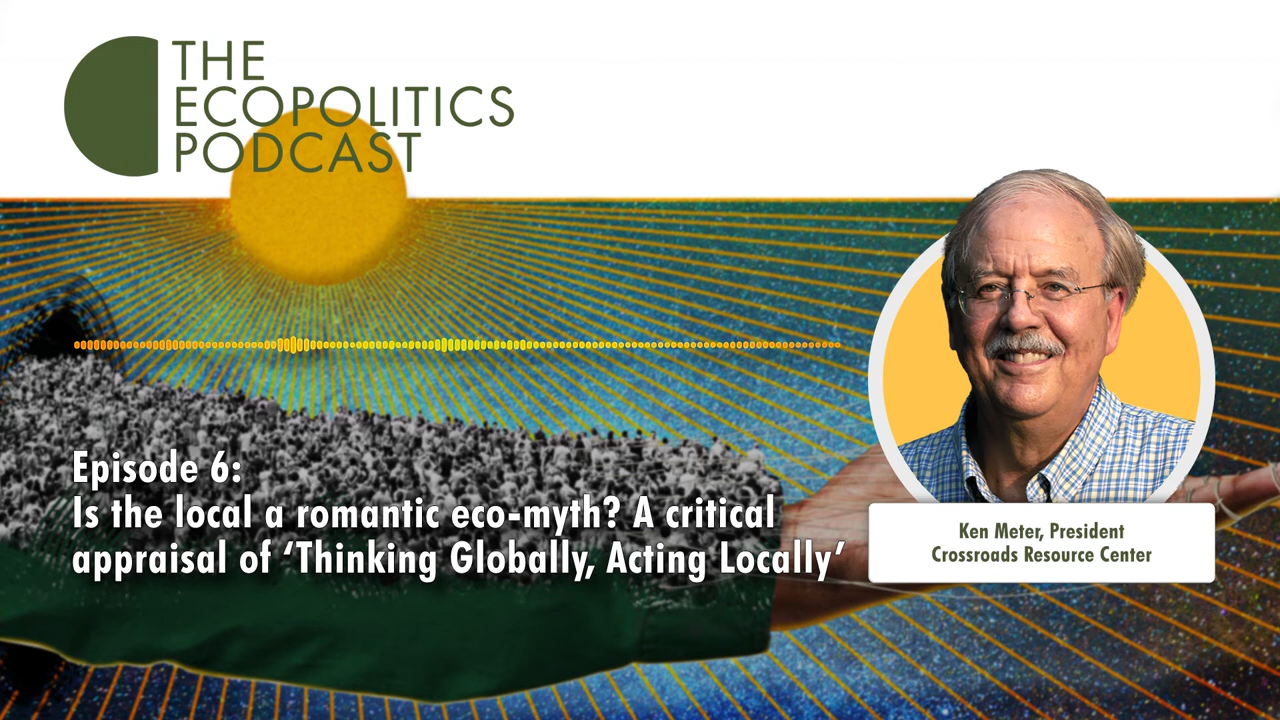 THE
ECOPOLITICS
PODCAST
Episode 6:
Is the local a romantic eco-myth? A critical
appraisal of ‘Thinking Globally, Acting Locally’
Ken Meter, President
Crossroads Resource Center